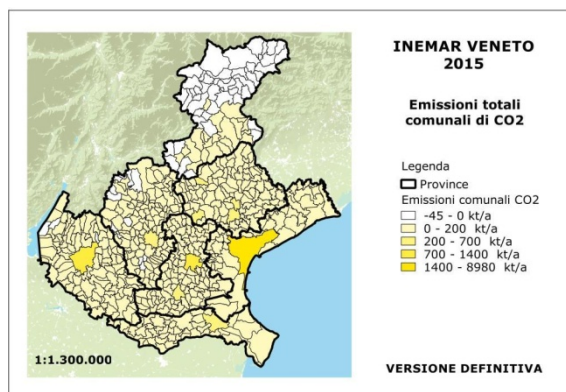 INEMAR VENETO
2015
Emissioni totali
comunali di CO2
Legenda
Province
Emissioni comunali CO2
-45 - 0 kt/a
0 - 200 kt/a
200 - 700 kt/a
700 - 1400 kt/a
1400 - 8980 kt/a
1:1.300.000
VERSIONE DEFINITIVA